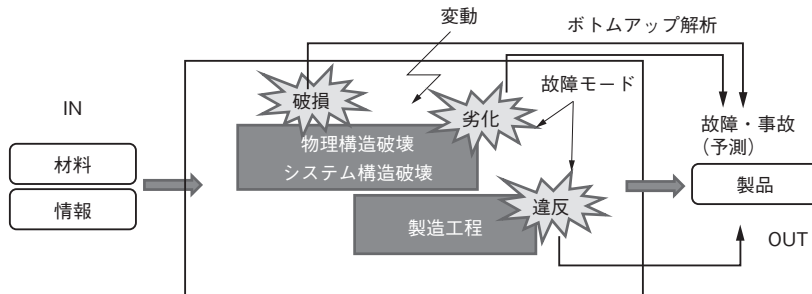 変動
ボトムアップ解析
破損
故障モード
IN
劣化
故障・事故
（予測）
物理構造破壊
システム構造破壊
材料
情報
製品
違反
製造工程
OUT